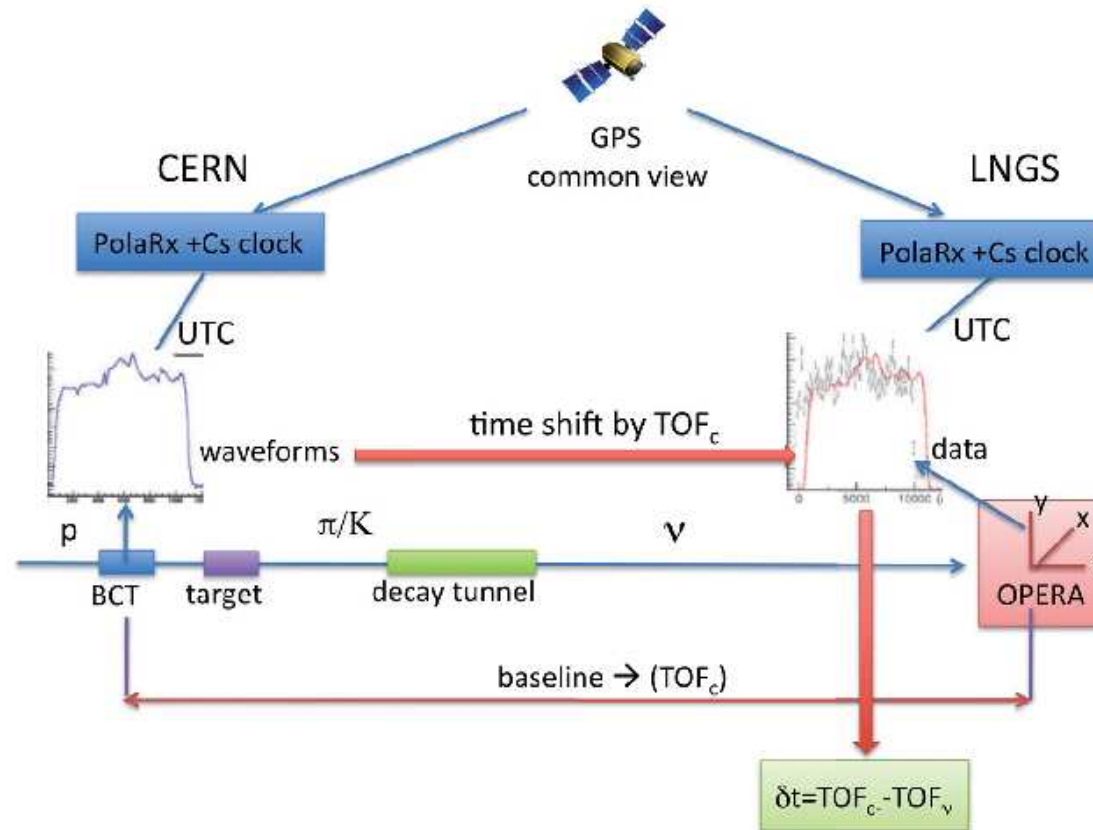 GPS
common view
CERN
LNGS
PolaRx +Cs clock
PolaRx +Cs clock
UTC
UTC
waveforms
time shift by TOFc
data
0
5000
10000
p
π/K
ν
y
x
BCT
target
decay tunnel
OPERA
baseline → (TOFc)
δt=TOFc-TOFν